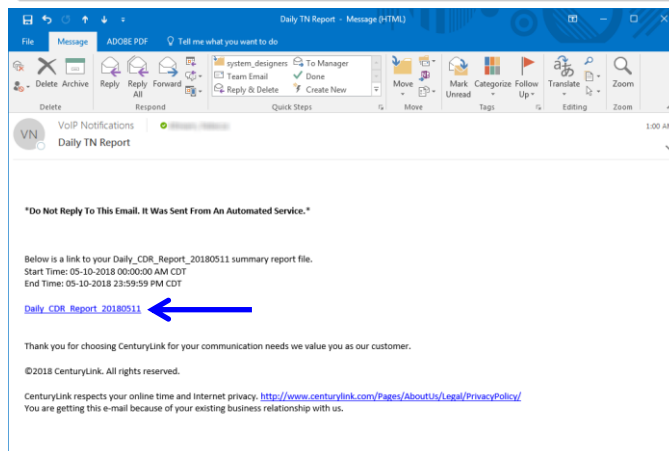 Daily TN Report - Message (HTML)
File Message ADOBE PDF Tell me what you want to do
Delete Archive Reply Reply All Forward
system_designers To Manager
Team Email Done
Reply & Delete Create New
Move Mark Unread Categorize Follow Up Translate Zoom
Delete Respond Quick Steps Move Tags Editing Zoom
VN VoIP Notifications
1:00 AM
Daily TN Report
*Do Not Reply To This Email. It Was Sent From An Automated Service.*
Below is a link to your Daily_CDR_Report_20180511 summary report file.
Start Time: 05-10-2018 00:00:00 AM CDT
End Time: 05-10-2018 23:59:59 PM CDT
Daily_CDR_Report_20180511
Thank you for choosing CenturyLink for your communication needs we value you as our customer.
©2018 CenturyLink. All rights reserved.
CenturyLink respects your online time and Internet privacy. http://www.centurylink.com/Pages/AboutUs/Legal/PrivacyPolicy/
You are getting this e-mail because of your existing business relationship with us.